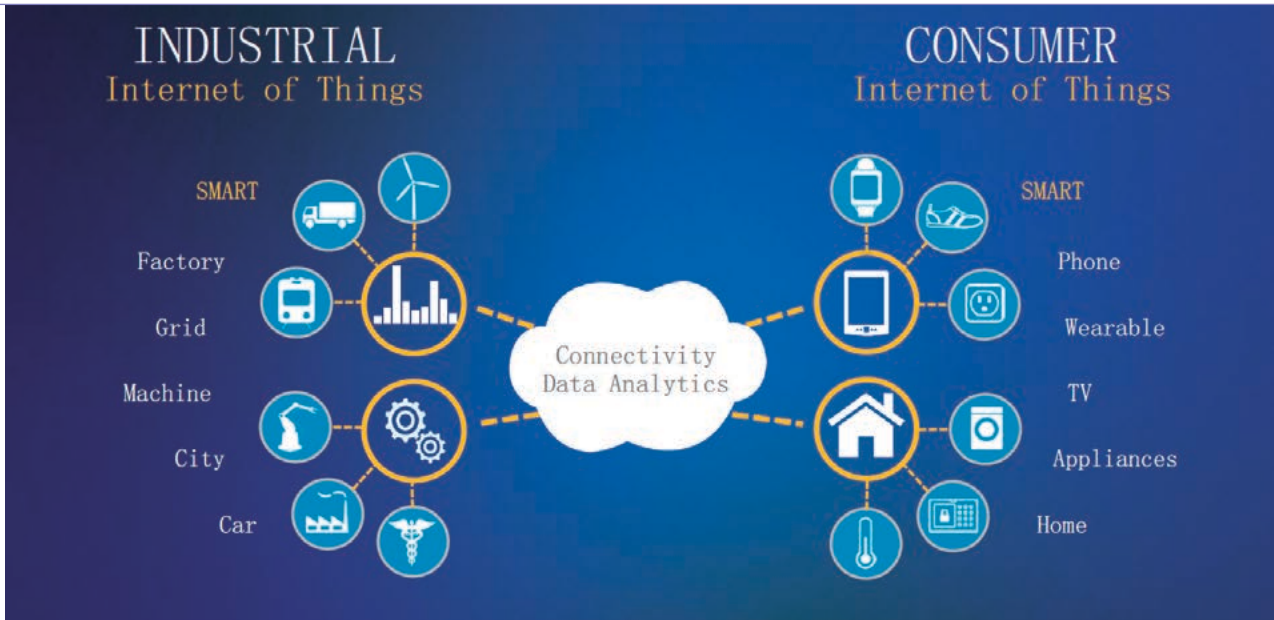 INDUSTRIAL
Internet of Things
SMART
Factory
Grid
Machine
City
Car
Connectivity
Data Analytics
CONSUMER
Internet of Things
SMART
Phone
Wearable
TV
Appliances
Home